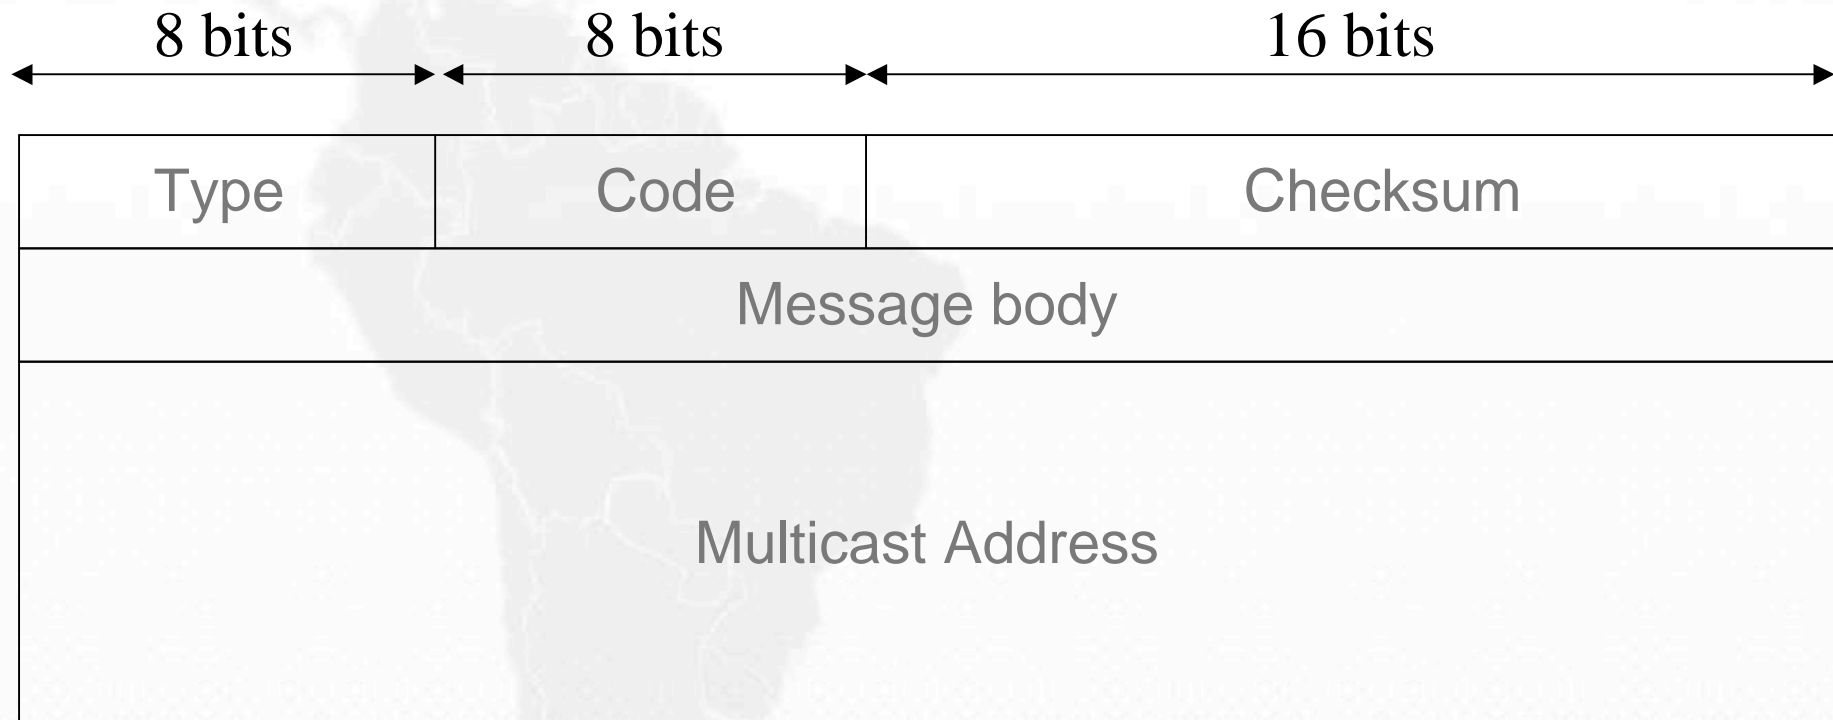 8 bits 8 bits 16 bits
Type Code Checksum
Message body
Multicast Address